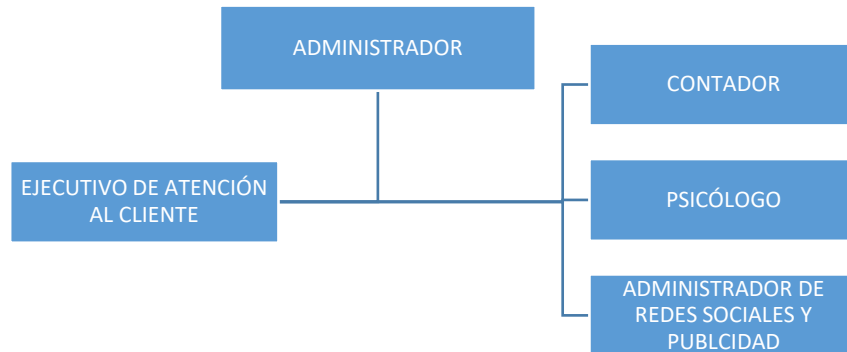 ADMINISTRADOR
CONTADOR
EJECUTIVO DE ATENCIÓN
AL CLIENTE
PSICÓLOGO
ADMINISTRADOR DE
REDES SOCIALES Y
PUBLCIDAD